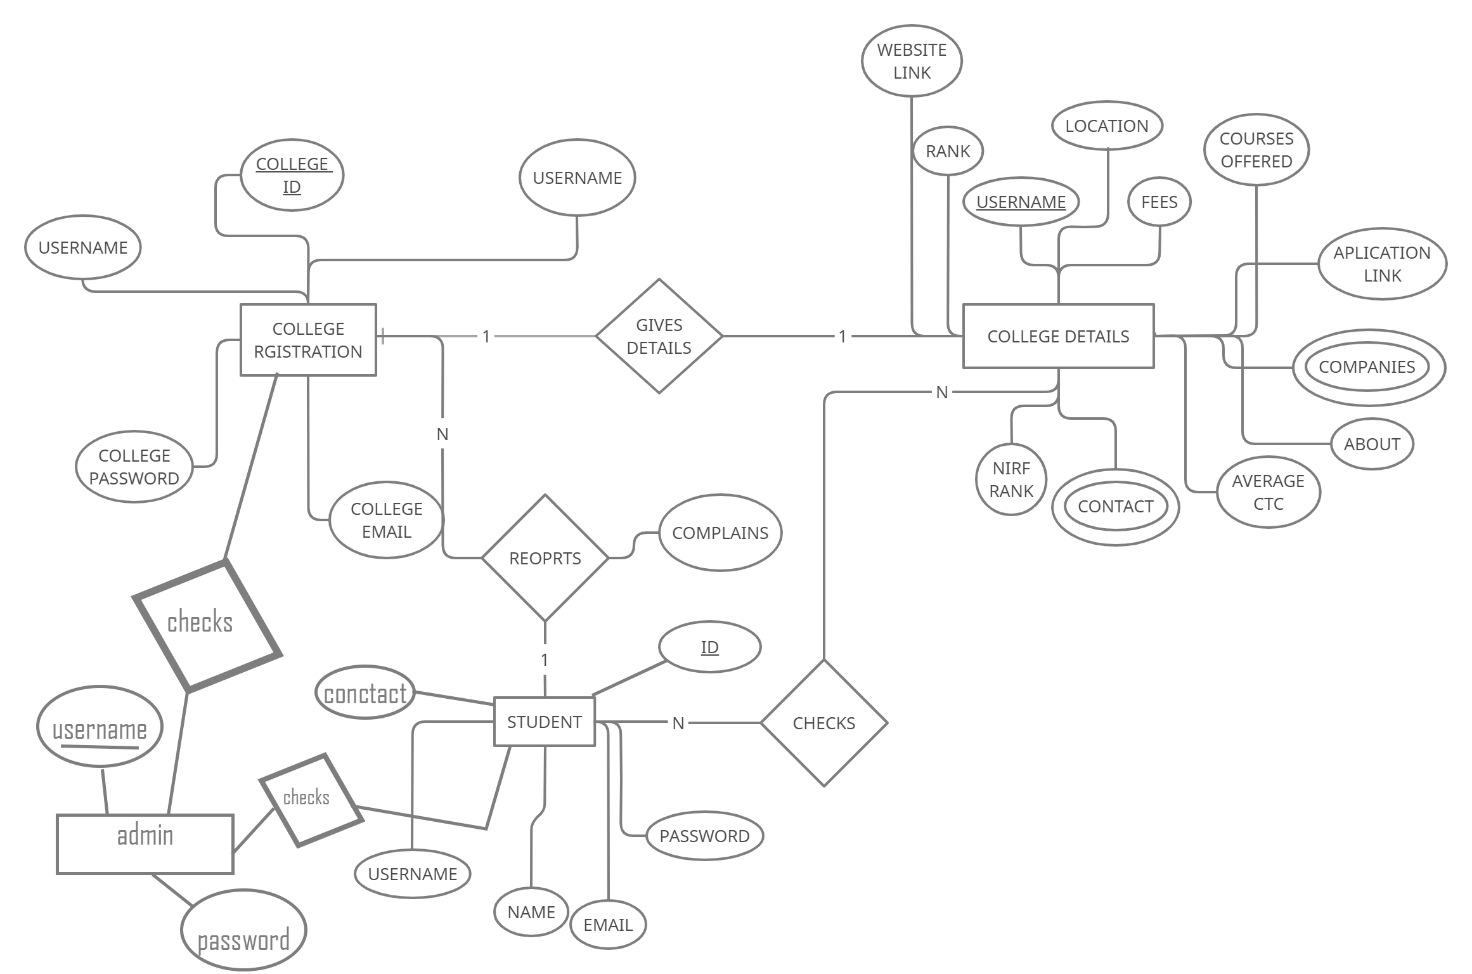 WEBSITE
LINK
LOCATION
COURSES
OFFERED
RANK
COLLEGE
ID
USERNAME
USERNAME
FEES
USERNAME
APLICATION
LINK
COLLEGE
RGISTRATION
1
GIVES
DETAILS
1
COLLEGE DETAILS
COMPANIES
N
N
ABOUT
COLLEGE
PASSWORD
NIRF
RANK
AVERAGE
CTC
CONTACT
COLLEGE
EMAIL
REOPRTS
COMPLAINS
checks
1
ID
conctact
STUDENT
N
CHECKS
username
checks
admin
PASSWORD
USERNAME
NAME
EMAIL
password